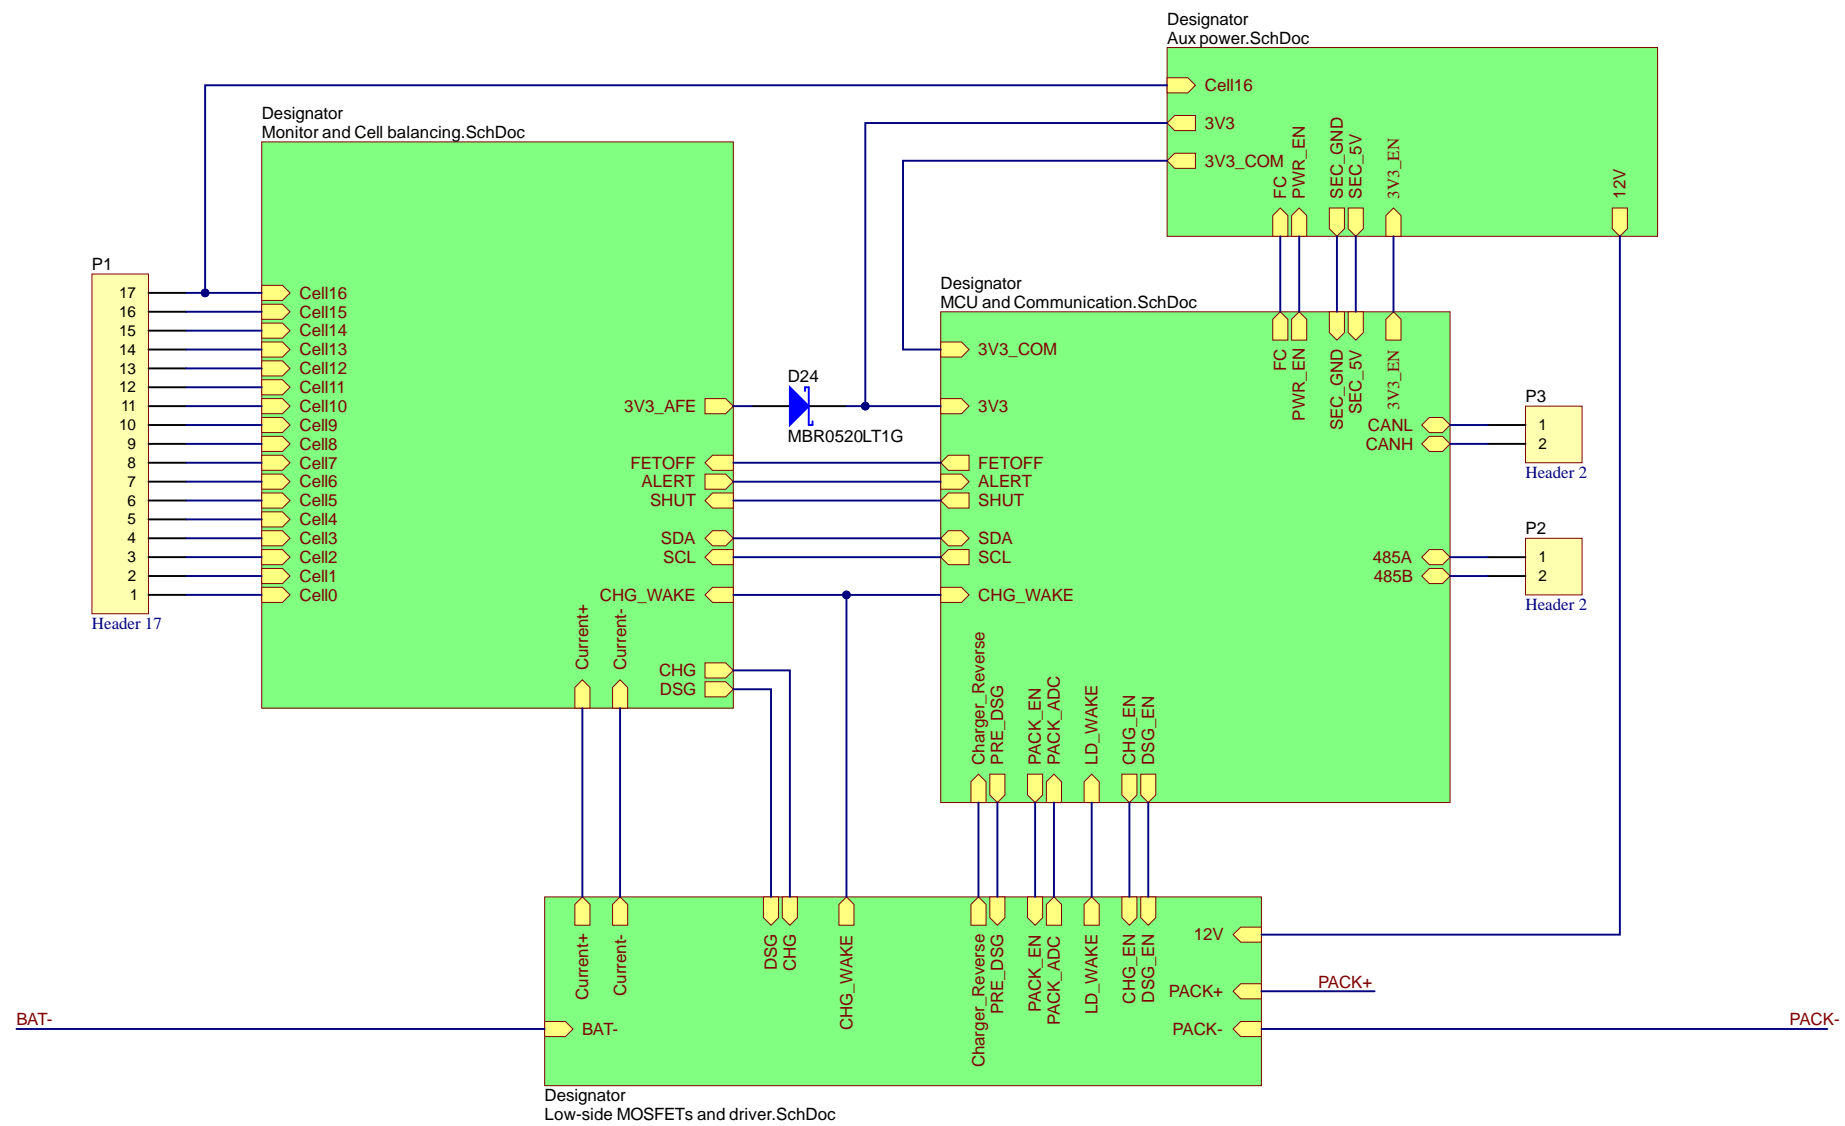 Designator
Aux power.SchDoc
Cell16
3V3
3V3_COM
FC
PWR_EN
SEC_GND
SEC_5V
3V3_EN
12V
Designator
Monitor and Cell balancing.SchDoc
P1
17
16
15
14
13
12
11
10
9
8
7
6
5
4
3
2
1
Header 17
Cell16
Cell15
Cell14
Cell13
Cell12
Cell11
Cell10
Cell9
Cell8
Cell7
Cell6
Cell5
Cell4
Cell3
Cell2
Cell1
Cell0
3V3_AFE
FETOFF
ALERT
SHUT
SDA
SCL
CHG_WAKE
CHG
DSG
Current+
Current-
D24
MBR0520LT1G
Designator
MCU and Communication.SchDoc
3V3_COM
3V3
FETOFF
ALERT
SHUT
SDA
SCL
CHG_WAKE
FC
PWR_EN
SEC_GND
SEC_5V
3V3_EN
CANL
CANH
485A
485B
P3
1
2
Header 2
P2
1
2
Header 2
Charger_Reverse
PRE_DSG
PACK_EN
PACK_ADC
LD_WAKE
CHG_EN
DSG_EN
Current+
Current-
DSG
CHG
CHG_WAKE
Charger_Reverse
PRE_DSG
PACK_EN
PACK_ADC
LD_WAKE
CHG_EN
DSG_EN
12V
PACK+
PACK+
PACK-
PACK-
BAT-
BAT-
Designator
Low-side MOSFETs and driver.SchDoc